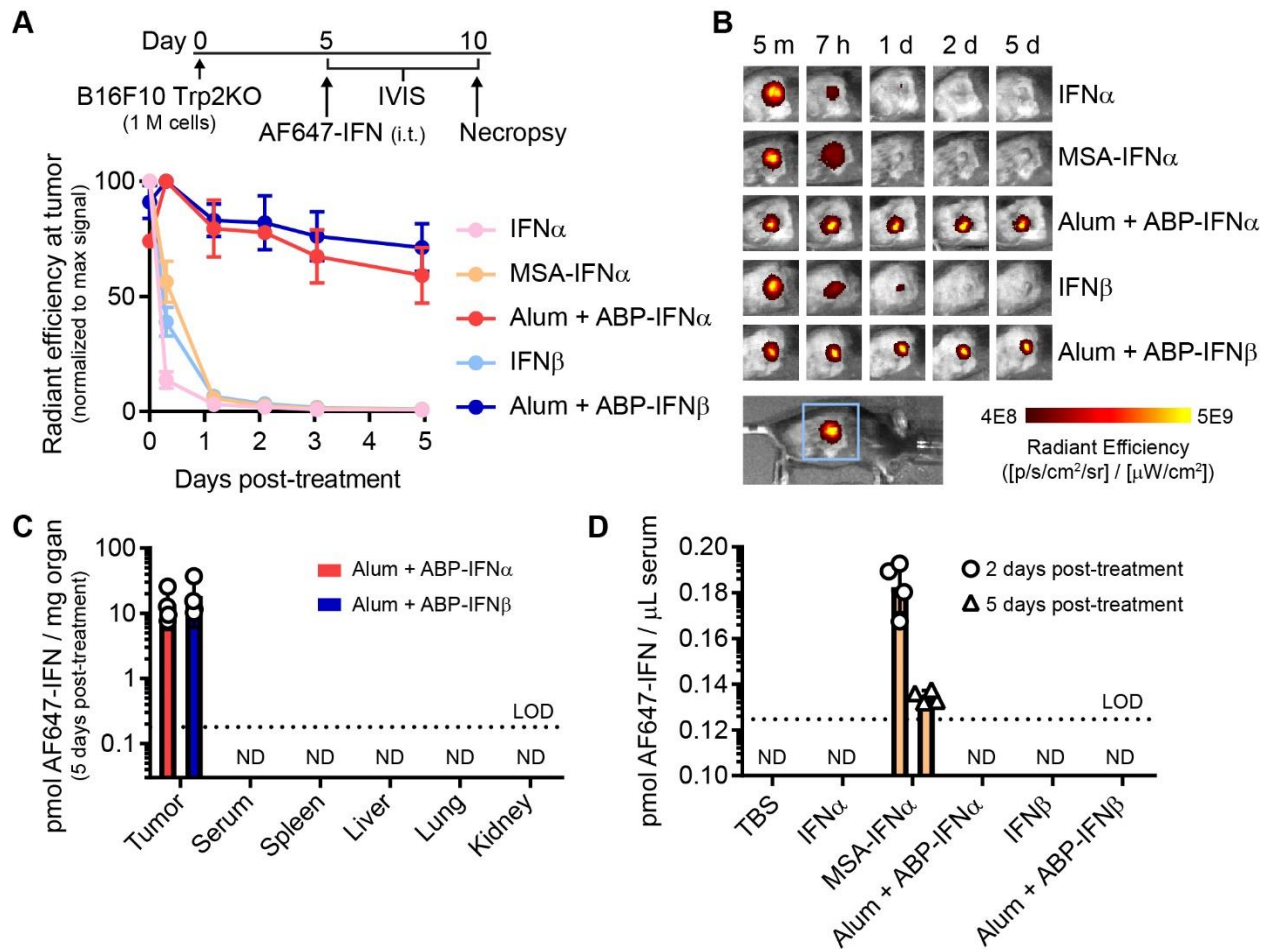 A
Day 0 5 10
B16F10 Trp2KO
(1 M cells)
IVIS
AF647-IFN (i.t.)
Necropsy
Radiant efficiency at tumor
(normalized to max signal)
100
50
0
0 1 2 3 4 5
Days post-treatment
IFNα
MSA-IFNα
Alum + ABP-IFNα
IFNβ
Alum + ABP-IFNβ
B
5 m 7 h 1 d 2 d 5 d
IFNα
MSA-IFNα
Alum + ABP-IFNα
IFNβ
Alum + ABP-IFNβ
4E8 5E9
Radiant Efficiency
([p/s/cm²/sr] / [μW/cm²])
C
pmol AF647-IFN / mg organ
(5 days post-treatment)
100
10
1
0.1
Alum + ABP-IFNα
Alum + ABP-IFNβ
LOD
ND ND ND ND ND
Tumor
Serum
Spleen
Liver
Lung
Kidney
D
pmol AF647-IFN / μL serum
0.20
0.18
0.16
0.14
0.12
0.10
2 days post-treatment
5 days post-treatment
LOD
ND ND ND ND ND
TBS
IFNα
MSA-IFNα
Alum + ABP-IFNα
IFNβ
Alum + ABP-IFNβ